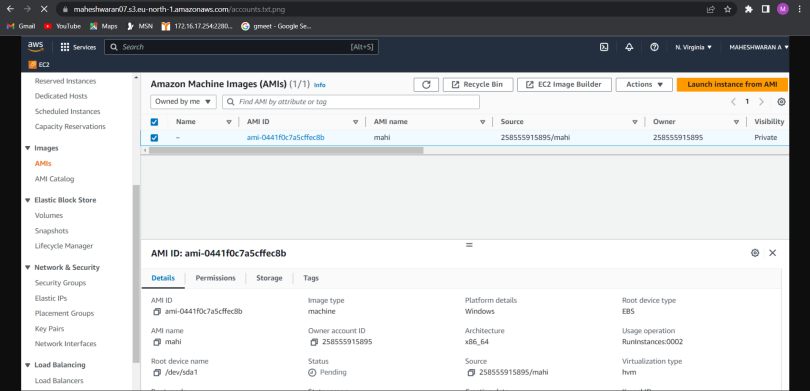 maheshwaran07.s3.eu-north-1.amazonaws.com/accounts.txt.png
M
Gmail YouTube Maps MSN 172.16.17.254:2280... gmeet - Google Se...
aws Services Search [Alt+S] N. Virginia ▼ MAHESHWARAN A ▼
EC2
Reserved Instances
Dedicated Hosts
Scheduled Instances
Capacity Reservations
Images
AMIs
AMI Catalog
Elastic Block Store
Volumes
Snapshots
Lifecycle Manager
Network & Security
Security Groups
Elastic IPs
Placement Groups
Key Pairs
Network Interfaces
Load Balancing
Load Balancers
Amazon Machine Images (AMIs) (1/1) Info
Recycle Bin EC2 Image Builder Actions ▼ Launch instance from AMI
Owned by me ▼ Find AMI by attribute or tag < 1 >
Name AMI ID AMI name Source Owner Visibility
– ami-0441f0c7a5cffec8b mahi 258555915895/mahi 258555915895 Private
AMI ID: ami-0441f0c7a5cffec8b
Details Permissions Storage Tags
AMI ID Image type Platform details Root device type
ami-0441f0c7a5cffec8b machine Windows EBS
AMI name Owner account ID Architecture Usage operation
mahi 258555915895 x86_64 RunInstances:0002
Root device name Status Source Virtualization type
/dev/sda1 Pending 258555915895/mahi hvm